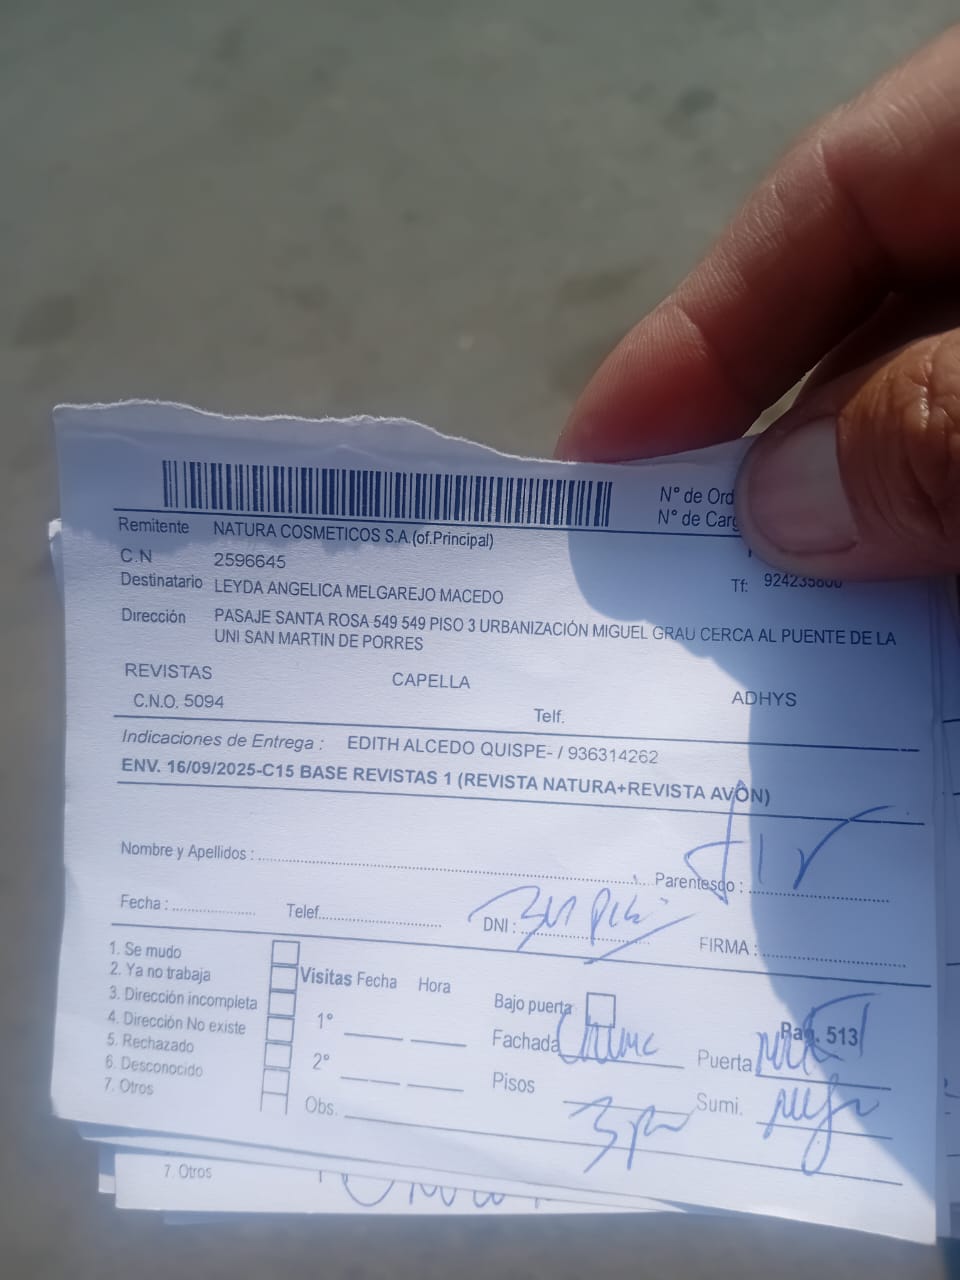 N° de Ord
N° de Carg
Remitente NATURA COSMETICOS S.A.(of.Principal)
C.N 2596645
Tf: 924235800
Destinatario LEYDA ANGELICA MELGAREJO MACEDO
Dirección PASAJE SANTA ROSA 549 549 PISO 3 URBANIZACIÓN MIGUEL GRAU CERCA AL PUENTE DE LA
UNI SAN MARTIN DE PORRES
REVISTAS CAPELLA ADHYS
C.N.O. 5094 Telf.
Indicaciones de Entrega : EDITH ALCEDO QUISPE- / 936314262
ENV. 16/09/2025-C15 BASE REVISTAS 1 (REVISTA NATURA+REVISTA AVÔN)
Nombre y Apellidos : Parentesco :
Fecha : Telef. DNI : FIRMA :
1. Se mudo
2. Ya no trabaja
3. Dirección incompleta
4. Dirección No existe
5. Rechazado
6. Desconocido
7. Otros
Visitas Fecha Hora
1°
2°
Obs.
Bajo puerta
Pag. 513
Fachada Puerta
Pisos Sumi.
7. Otros